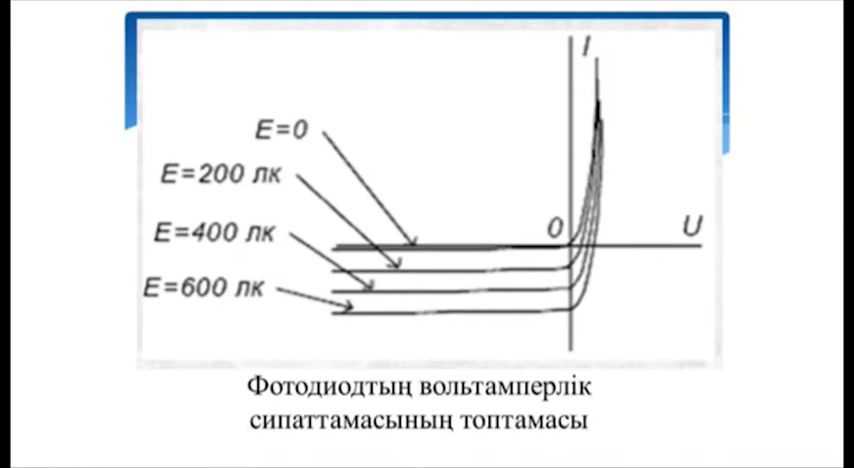 I
E=0
E=200 лк
0
U
E=400 лк
E=600 лк
Фотодиодтың вольтамперлік
сипаттамасының топтамасы